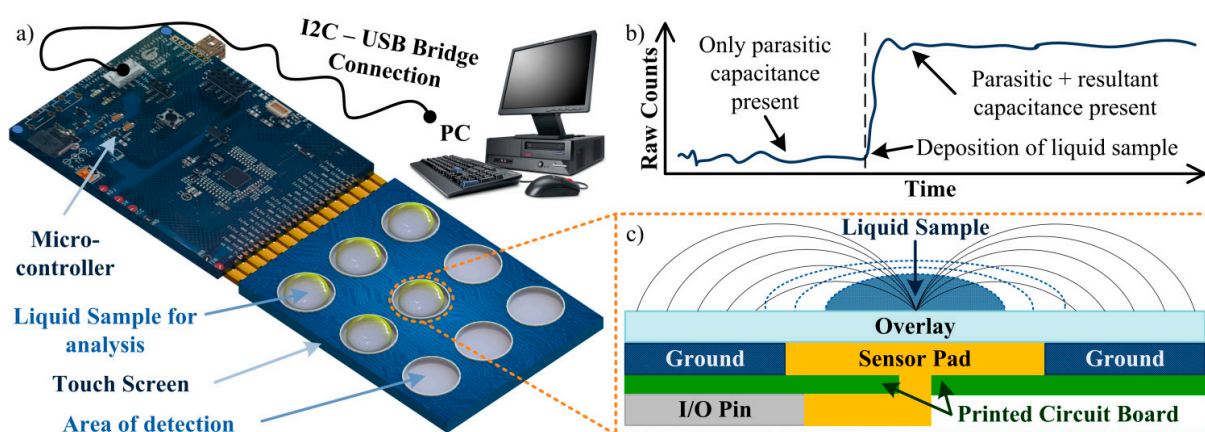 a)
I2C – USB Bridge
Connection
PC
Micro-
controller
Liquid Sample for
analysis
Touch Screen
Area of detection
b)
Raw Counts
Only parasitic
capacitance
present
Parasitic + resultant
capacitance present
Deposition of liquid sample
Time
c)
Liquid Sample
Overlay
Ground
Sensor Pad
Ground
I/O Pin
Printed Circuit Board